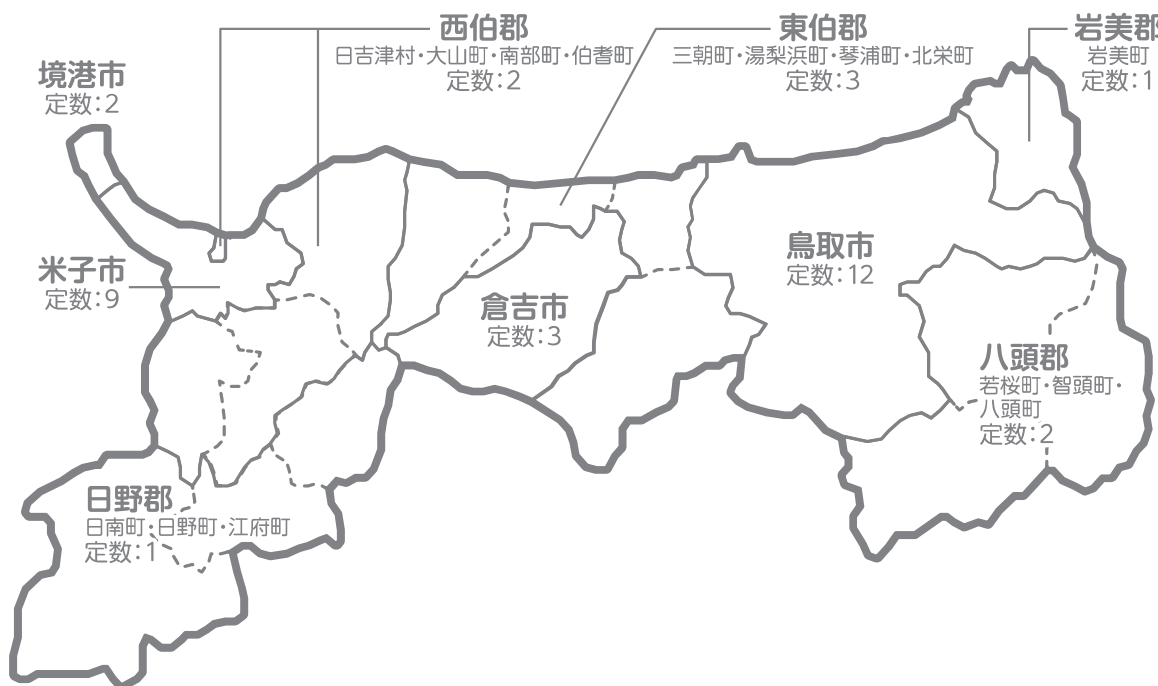 西伯郡
日吉津村・大山町・南部町・伯耆町
定数：2
東伯郡
三朝町・湯梨浜町・琴浦町・北栄町
定数：3
岩美郡
岩美町
定数：1
境港市
定数：2
米子市
定数：9
倉吉市
定数：3
鳥取市
定数：12
八頭郡
若桜町・智頭町・
八頭町
定数：2
日野郡
日南町・日野町・江府町
定数：1